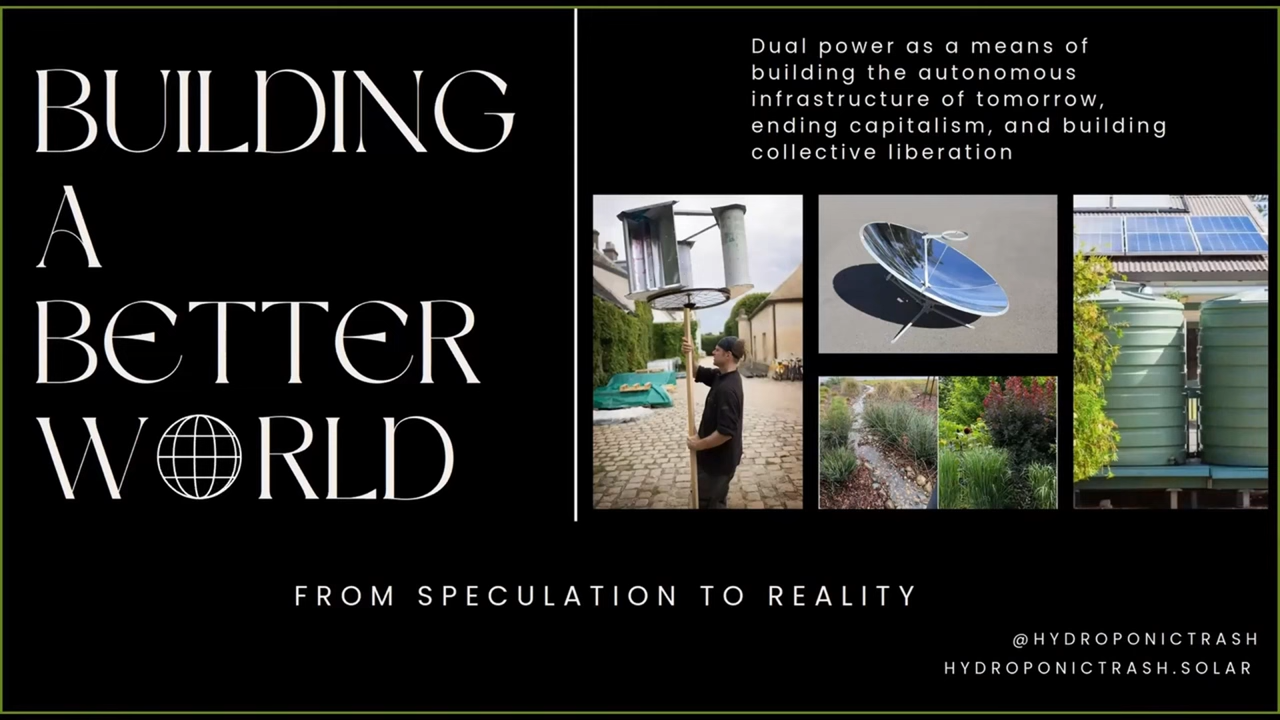 BUILDING
A
BETTER
WORLD
Dual power as a means of
building the autonomous
infrastructure of tomorrow,
ending capitalism, and building
collective liberation
FROM SPECULATION TO REALITY
@HYDROPONICTRASH
HYDROPONICTRASH.SOLAR